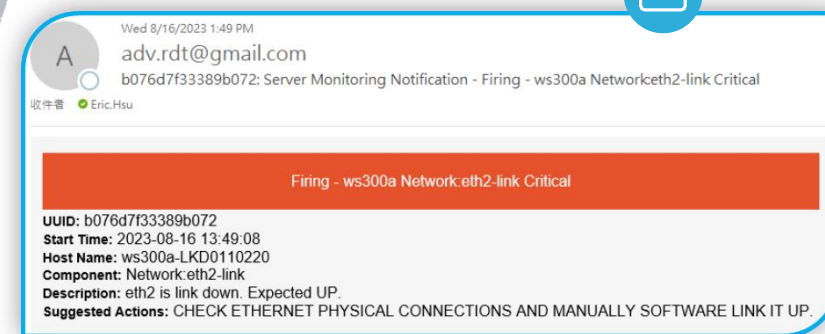 Wed 8/16/2023 1:49 PM
A
adv.rdt@gmail.com
b076d7f33389b072: Server Monitoring Notification - Firing - ws300a Network:eth2-link Critical
收件者 Eric.Hsu
Firing - ws300a Network:eth2-link Critical
UUID: b076d7f33389b072
Start Time: 2023-08-16 13:49:08
Host Name: ws300a-LKD0110220
Component: Network:eth2-link
Description: eth2 is link down. Expected UP.
Suggested Actions: CHECK ETHERNET PHYSICAL CONNECTIONS AND MANUALLY SOFTWARE LINK IT UP.